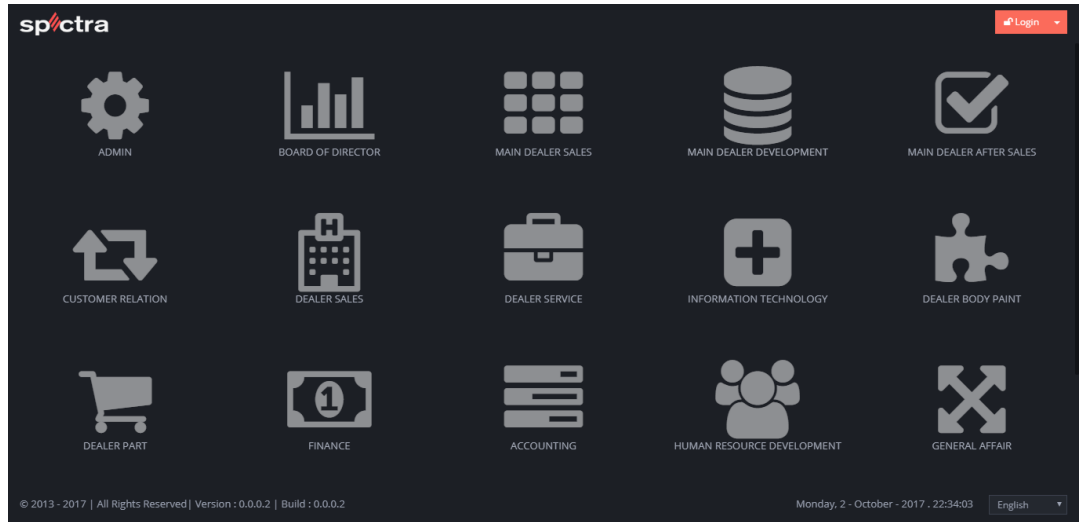 spectra
Login
ADMIN
BOARD OF DIRECTOR
MAIN DEALER SALES
MAIN DEALER DEVELOPMENT
MAIN DEALER AFTER SALES
H
CUSTOMER RELATION
DEALER SALES
DEALER SERVICE
INFORMATION TECHNOLOGY
DEALER BODY PAINT
1
DEALER PART
FINANCE
ACCOUNTING
HUMAN RESOURCE DEVELOPMENT
GENERAL AFFAIR
© 2013 - 2017 | All Rights Reserved| Version : 0.0.0.2 | Build : 0.0.0.2
Monday, 2 - October - 2017 . 22:34:03
English